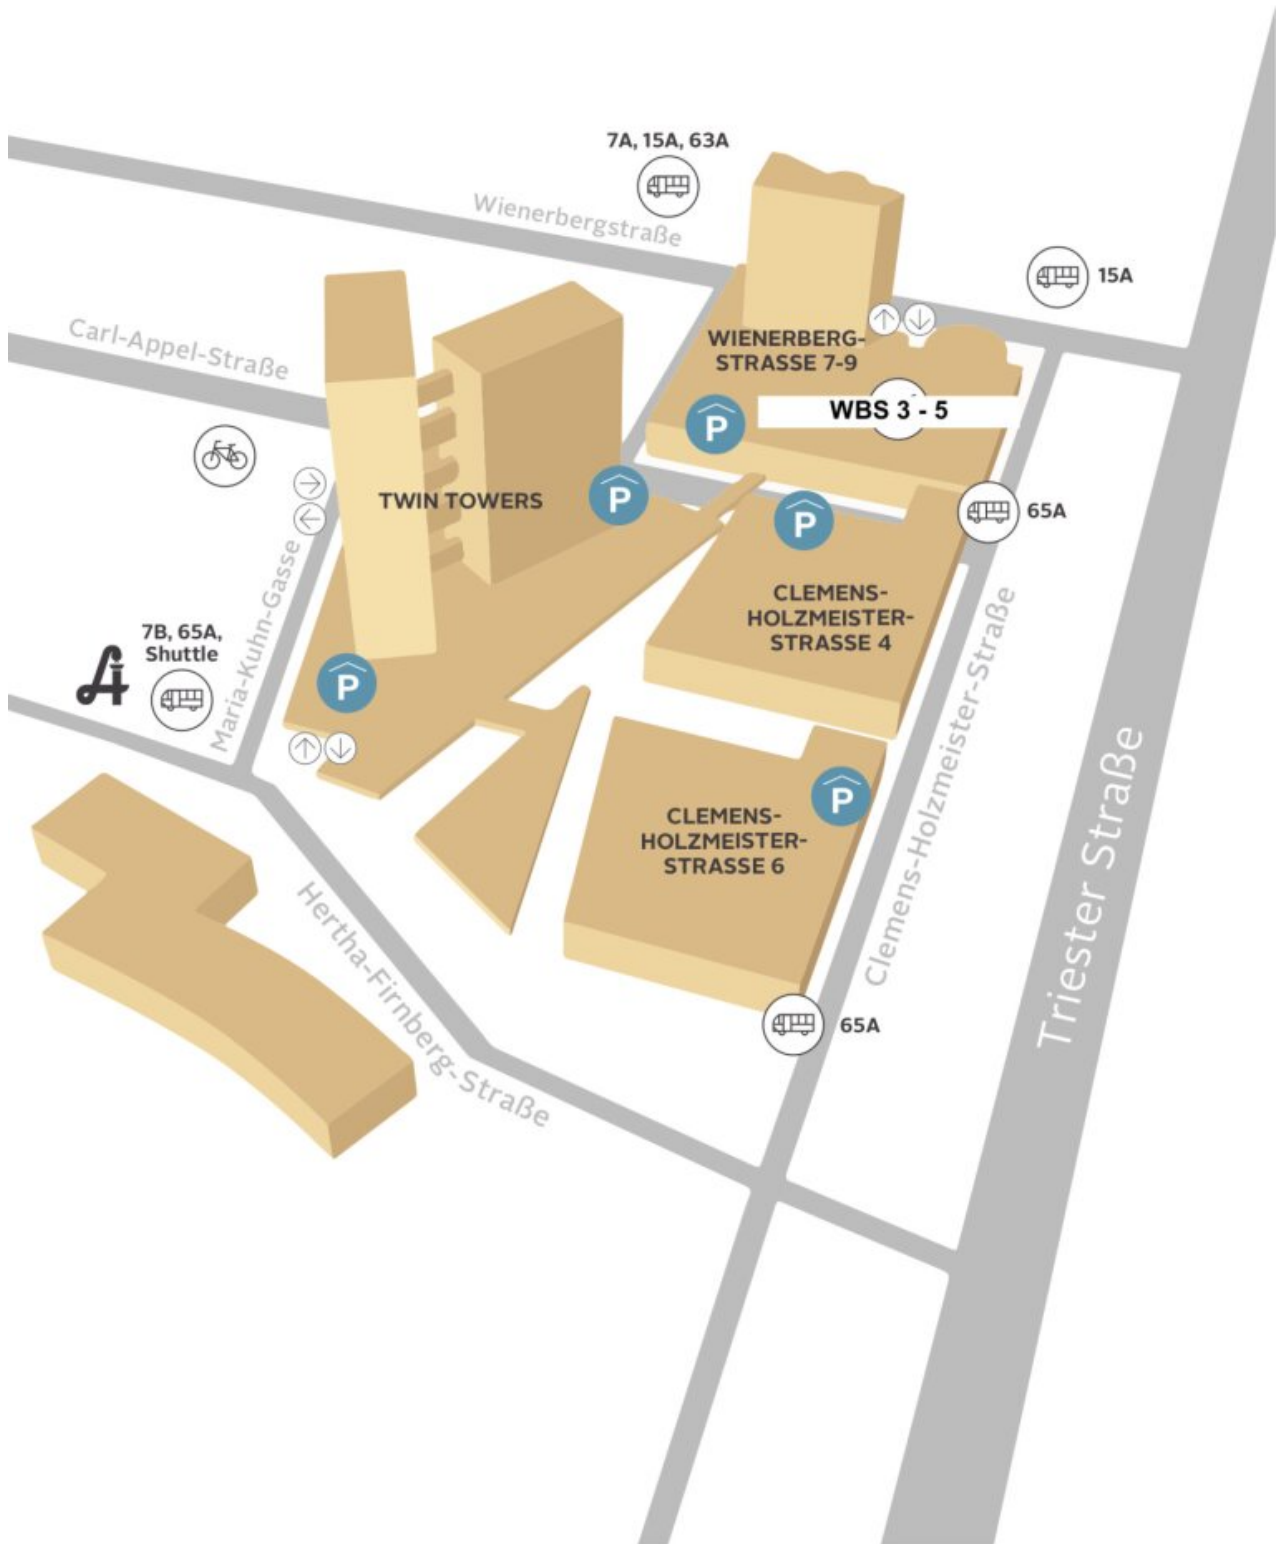 7A, 15A, 63A
Wienerbergstraße
15A
Carl-Appel-Straße
WIENERBERG-
STRASSE 7-9
WBS 3 - 5
P
TWIN TOWERS
P
P
65A
Maria-Kuhn-Gasse
CLEMENS-
HOLZMEISTER-
STRASSE 4
7B, 65A,
Shuttle
P
Clemens-Holzmeister-Straße
Triester Straße
P
CLEMENS-
HOLZMEISTER-
STRASSE 6
Hertha-Firnberg-Straße
65A